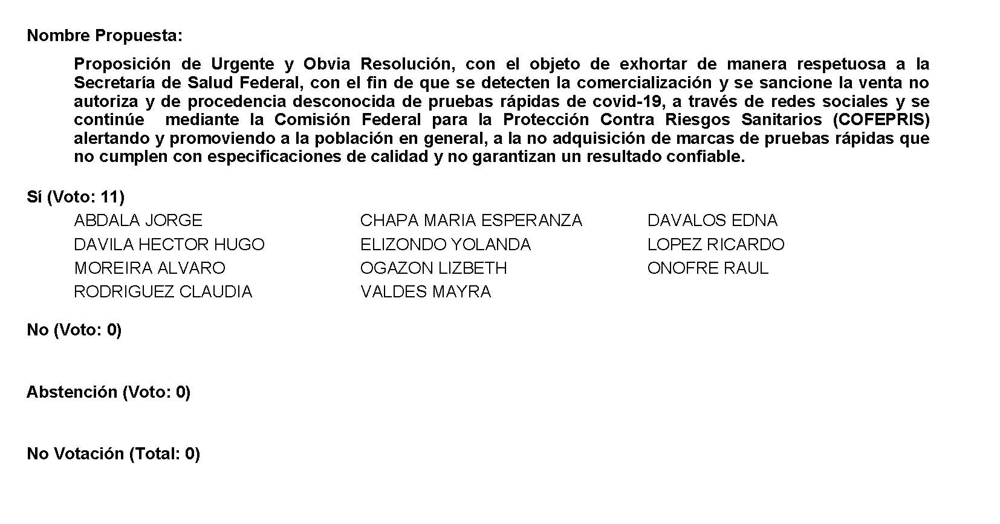 Nombre Propuesta:
Proposición de Urgente y Obvia Resolución, con el objeto de exhortar de manera respetuosa a la
Secretaría de Salud Federal, con el fin de que se detecten la comercialización y se sancione la venta no
autoriza y de procedencia desconocida de pruebas rápidas de covid-19, a través de redes sociales y se
continúe mediante la Comisión Federal para la Protección Contra Riesgos Sanitarios (COFEPRIS)
alertando y promoviendo a la población en general, a la no adquisición de marcas de pruebas rápidas que
no cumplen con especificaciones de calidad y no garantizan un resultado confiable.
Sí (Voto: 11)
ABDALA JORGE CHAPA MARIA ESPERANZA DAVALOS EDNA
DAVILA HECTOR HUGO ELIZONDO YOLANDA LOPEZ RICARDO
MOREIRA ALVARO OGAZON LIZBETH ONOFRE RAUL
RODRIGUEZ CLAUDIA VALDES MAYRA
No (Voto: 0)
Abstención (Voto: 0)
No Votación (Total: 0)